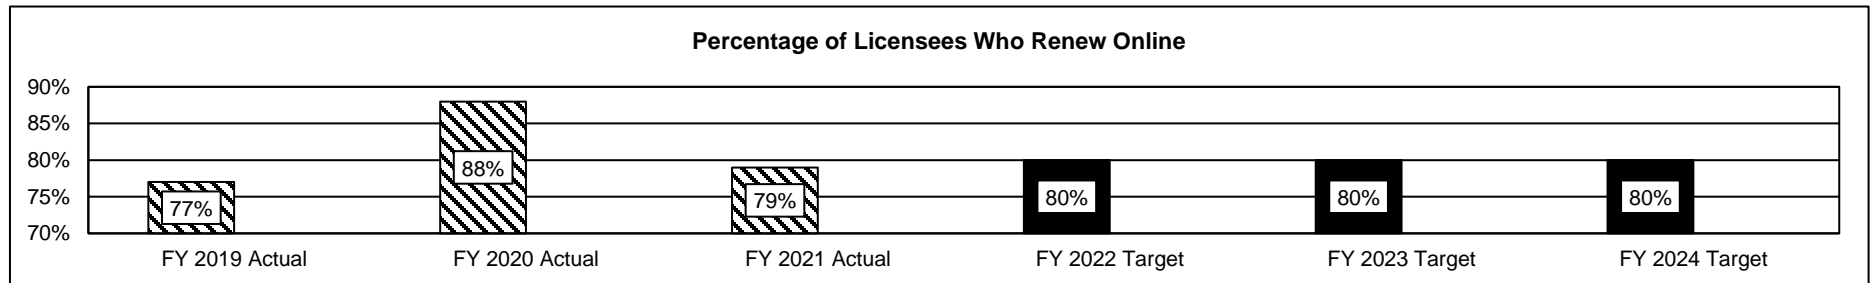 Percentage of Licensees Who Renew Online
90%
85%
80%
75%
70%
77%
88%
79%
80%
80%
80%
FY 2019 Actual
FY 2020 Actual
FY 2021 Actual
FY 2022 Target
FY 2023 Target
FY 2024 Target